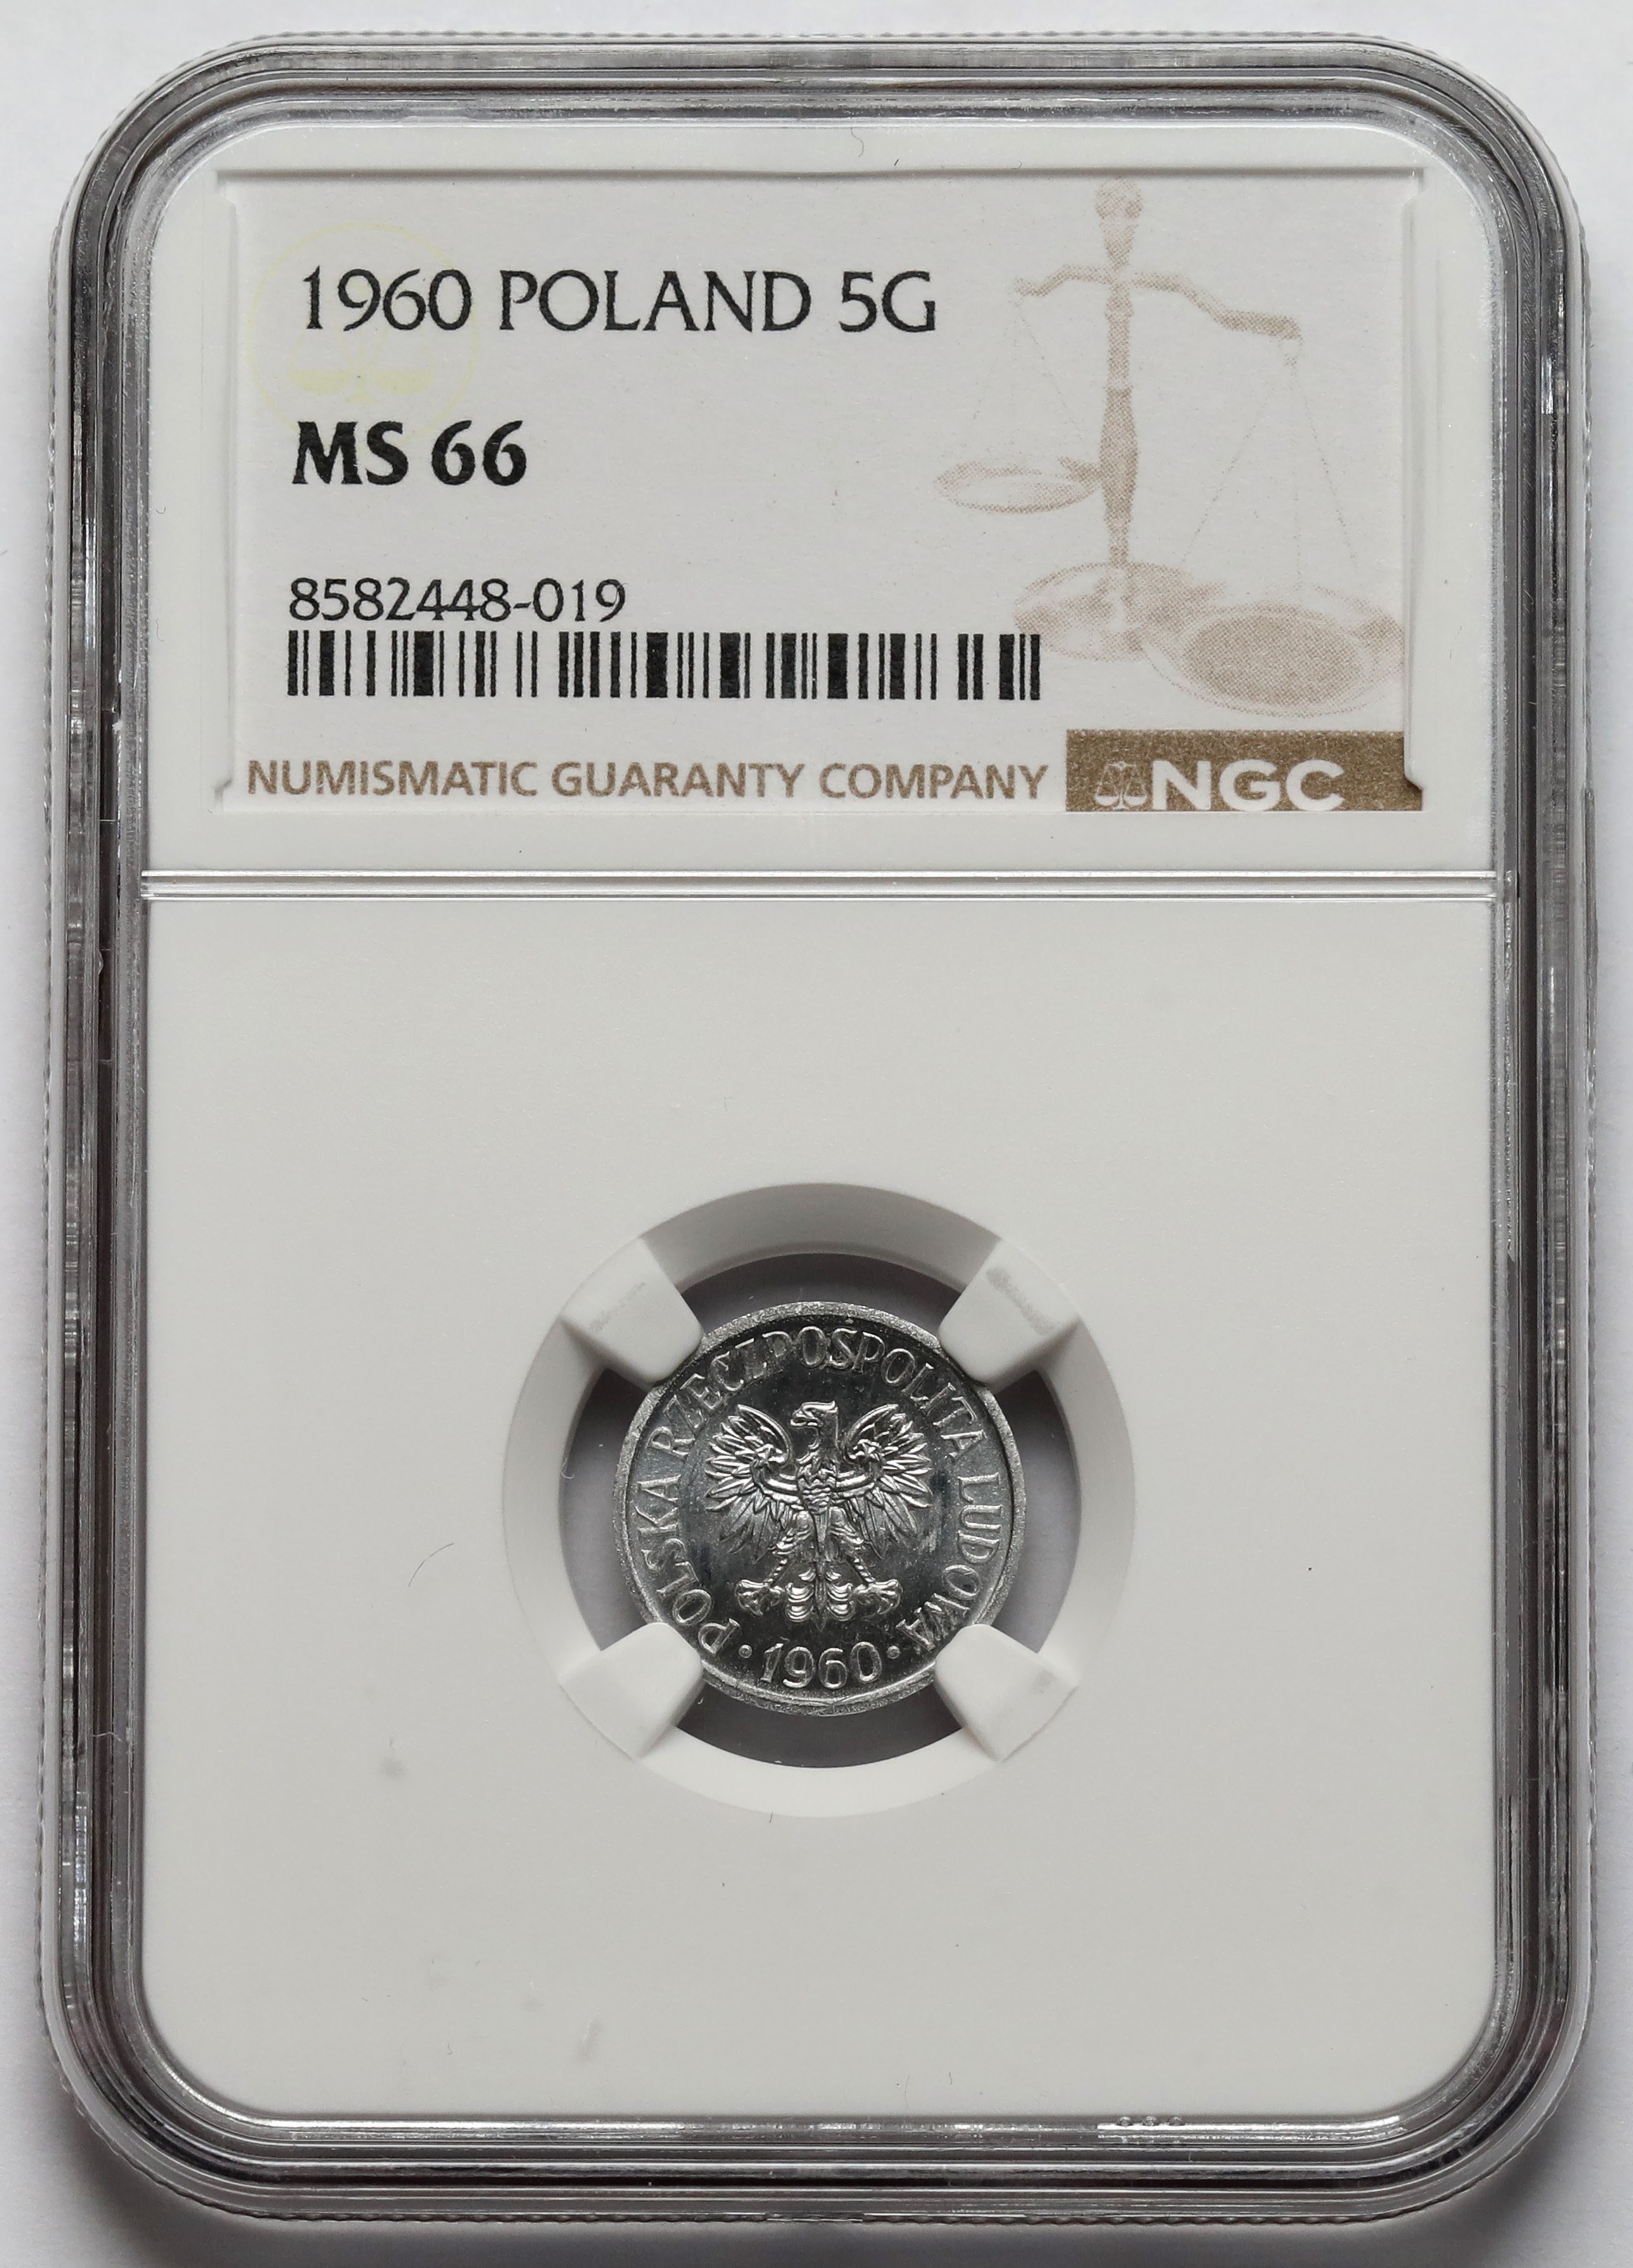 1960 POLAND 5G
MS 66
8582448-019
NUMISMATIC GUARANTY COMPANY NGC
POLSKA RZECZPOSPOLITA LUDOWA
• 1960 •